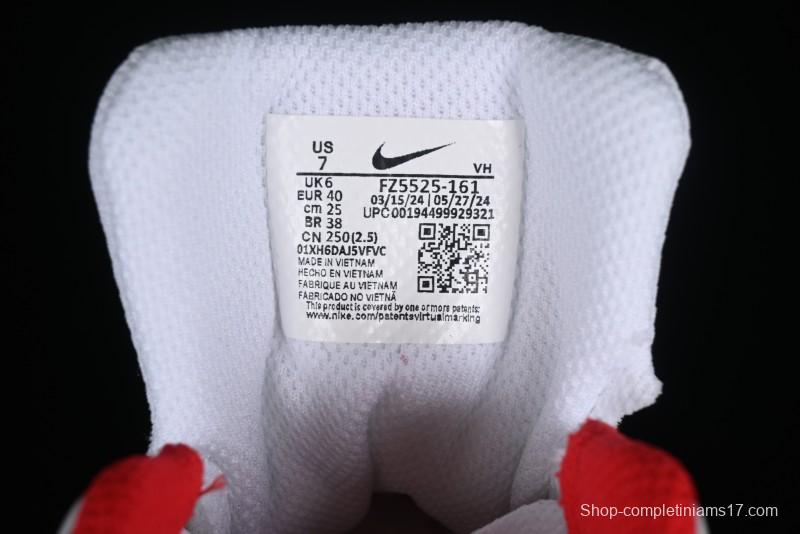 US
7
VH
UK 6
EUR 40
cm 25
BR 38
CN 250(2.5)
FZ5525-161
03/15/24 | 05/27/24
UPC 00194499929321
01XH6DAJ5VFVC
MADE IN VIETNAM
HECHO EN VIETNAM
FABRIQUE AU VIETNAM
FABRICADO NO VIETNÃ
This product is covered by one or more patents:
www.nike.com/patentsvirtualmarking
Shop-completiniams17.com